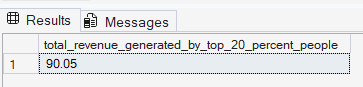 Results Messages
total_revenue_generated_by_top_20_percent_people
1 90.05